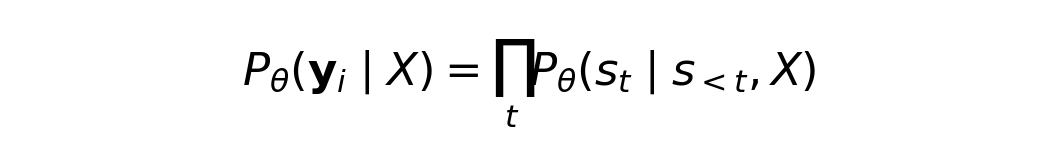 P_θ(𝐲_i | X) = ∏_t P_θ(s_t | s_{<t}, X)